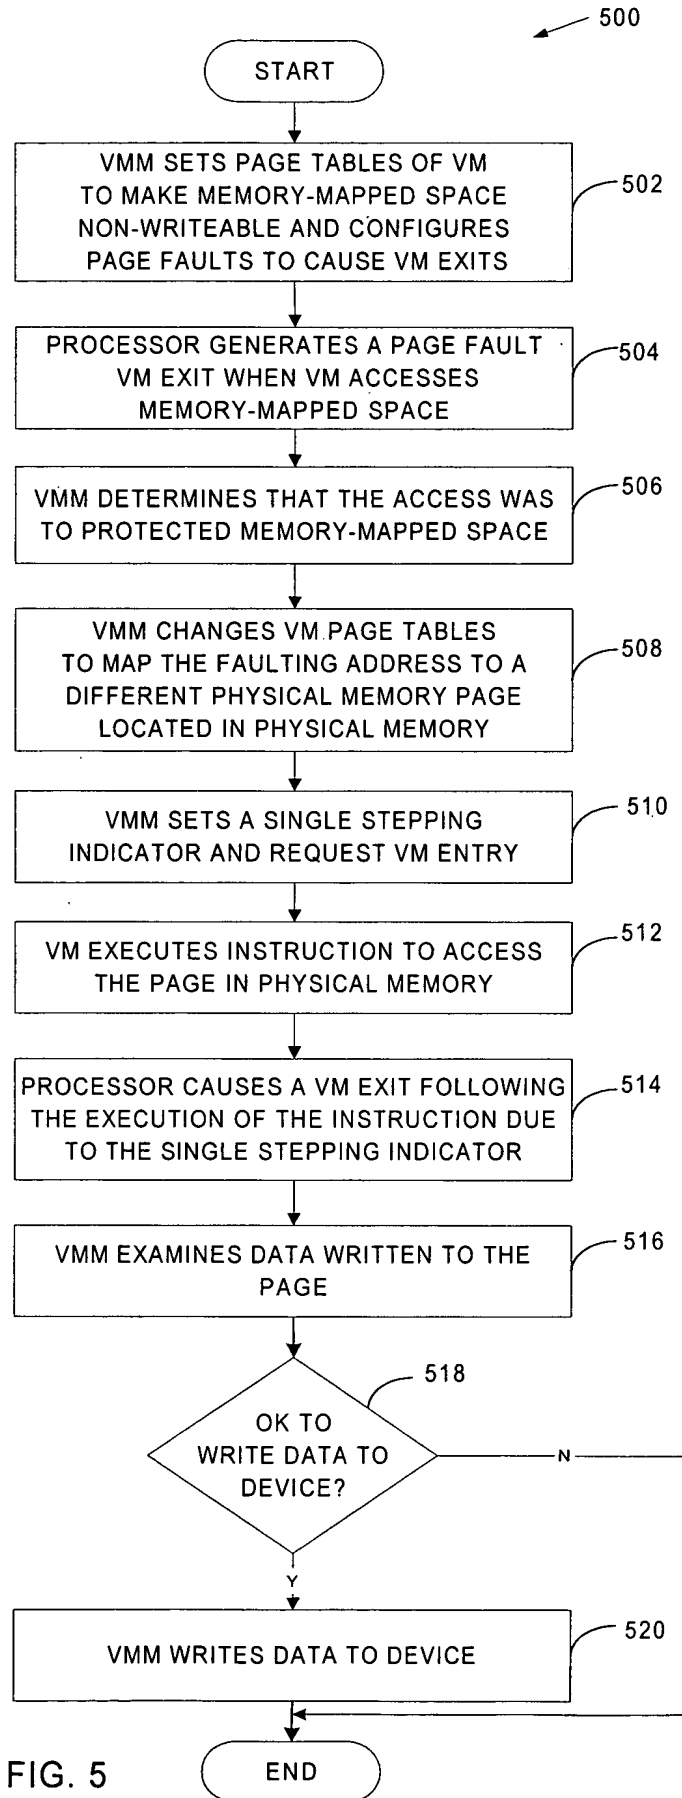 500
START
VMM SETS PAGE TABLES OF VM
TO MAKE MEMORY-MAPPED SPACE
NON-WRITEABLE AND CONFIGURES
PAGE FAULTS TO CAUSE VM EXITS
502
PROCESSOR GENERATES A PAGE FAULT
VM EXIT WHEN VM ACCESSES
MEMORY-MAPPED SPACE
504
VMM DETERMINES THAT THE ACCESS WAS
TO PROTECTED MEMORY-MAPPED SPACE
506
VMM CHANGES VM PAGE TABLES
TO MAP THE FAULTING ADDRESS TO A
DIFFERENT PHYSICAL MEMORY PAGE
LOCATED IN PHYSICAL MEMORY
508
VMM SETS A SINGLE STEPPING
INDICATOR AND REQUEST VM ENTRY
510
VM EXECUTES INSTRUCTION TO ACCESS
THE PAGE IN PHYSICAL MEMORY
512
PROCESSOR CAUSES A VM EXIT FOLLOWING
THE EXECUTION OF THE INSTRUCTION DUE
TO THE SINGLE STEPPING INDICATOR
514
VMM EXAMINES DATA WRITTEN TO THE
PAGE
516
OK TO
WRITE DATA TO
DEVICE?
518
N
Y
VMM WRITES DATA TO DEVICE
520
END
FIG. 5